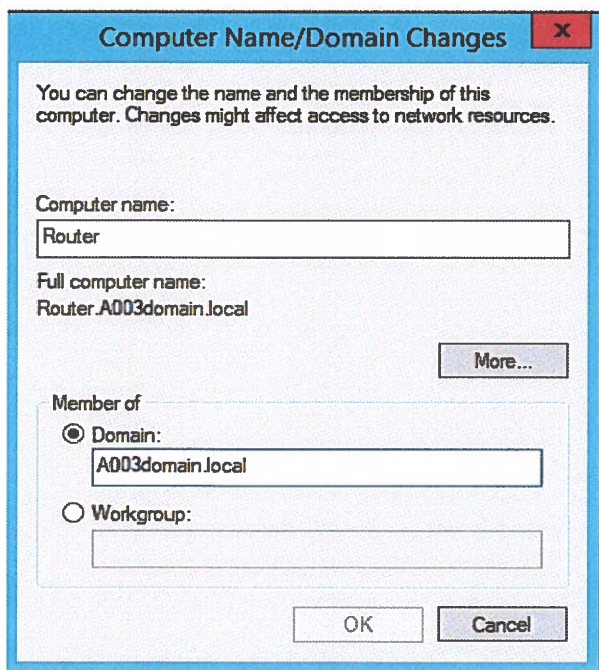 Computer Name/Domain Changes
x
You can change the name and the membership of this
computer. Changes might affect access to network resources.
Computer name:
Router
Full computer name:
Router.A003domain.local
More...
Member of
Domain:
A003domain.local
Workgroup:
OK
Cancel